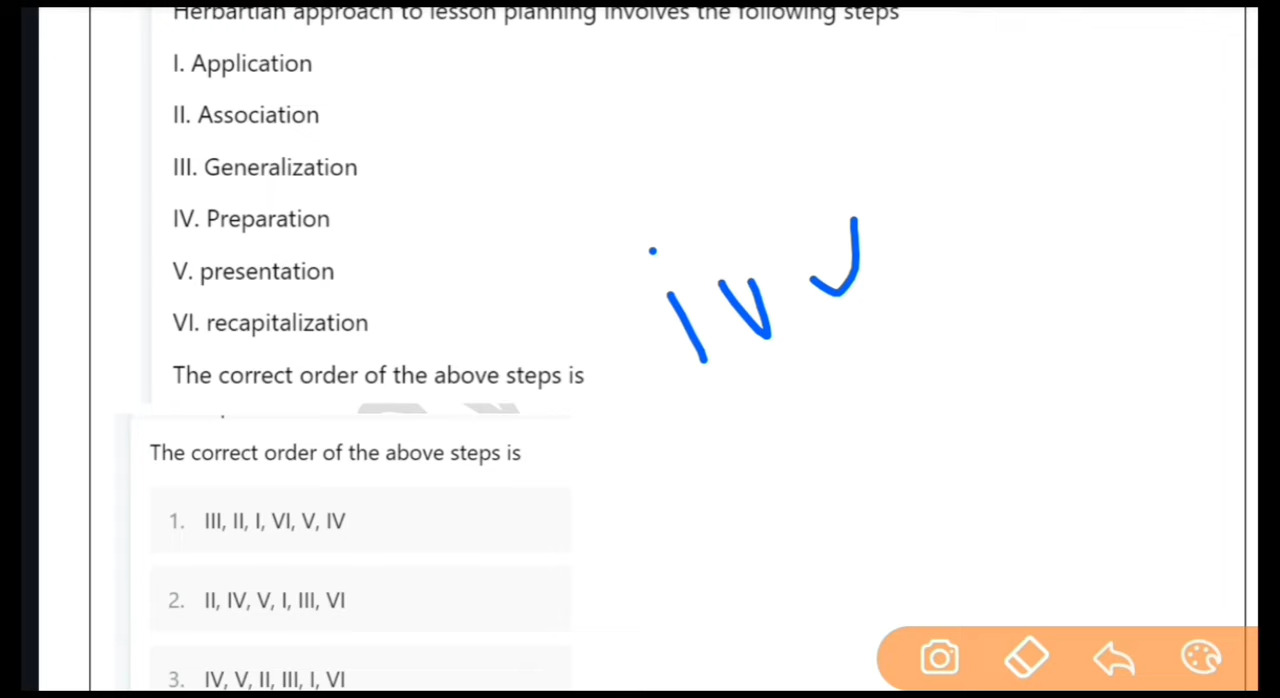 Herbartian approach to lesson planning involves the following steps
I. Application
II. Association
III. Generalization
IV. Preparation
V. presentation
VI. recapitalization
The correct order of the above steps is
iv
The correct order of the above steps is
1. III, II, I, VI, V, IV
2. II, IV, V, I, III, VI
3. IV, V, II, III, I, VI